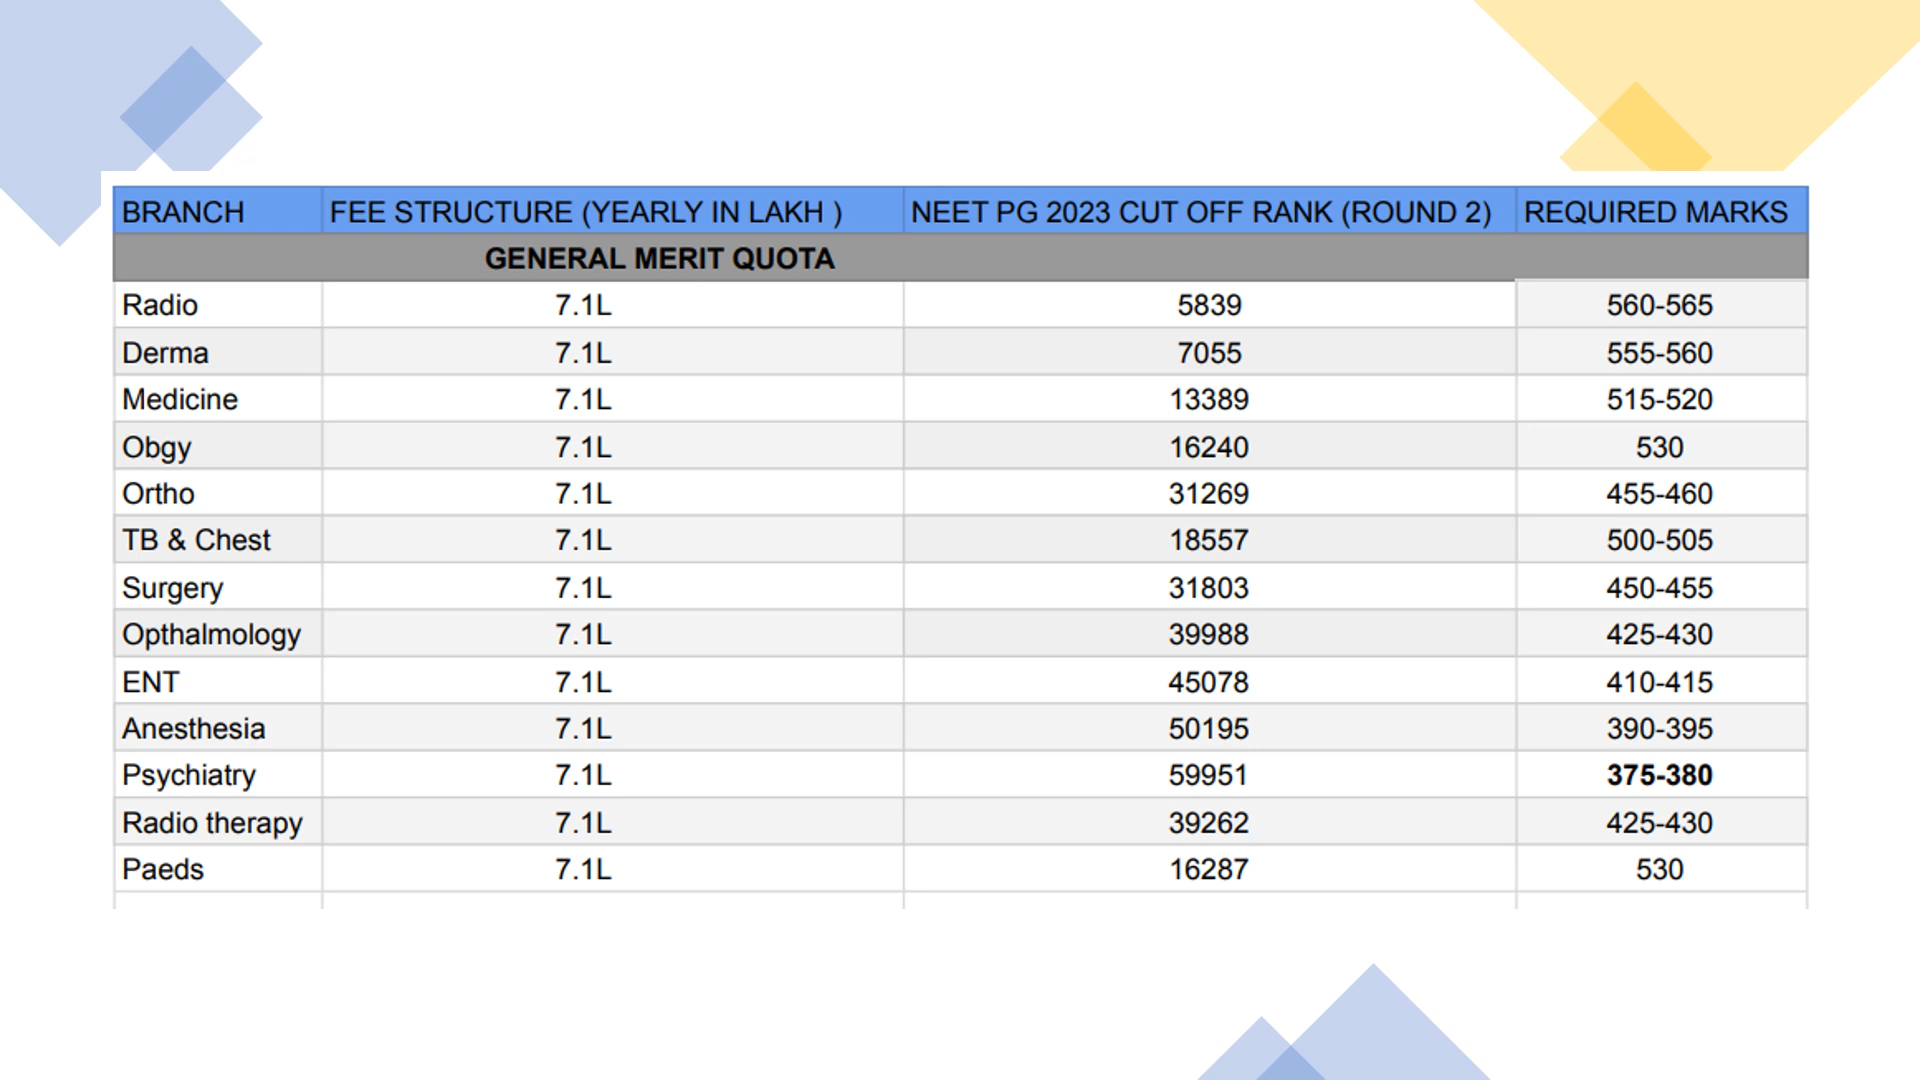 BRANCH FEE STRUCTURE (YEARLY IN LAKH ) NEET PG 2023 CUT OFF RANK (ROUND 2) REQUIRED MARKS
GENERAL MERIT QUOTA
Radio 7.1L 5839 560-565
Derma 7.1L 7055 555-560
Medicine 7.1L 13389 515-520
Obgy 7.1L 16240 530
Ortho 7.1L 31269 455-460
TB & Chest 7.1L 18557 500-505
Surgery 7.1L 31803 450-455
Opthalmology 7.1L 39988 425-430
ENT 7.1L 45078 410-415
Anesthesia 7.1L 50195 390-395
Psychiatry 7.1L 59951 375-380
Radio therapy 7.1L 39262 425-430
Paeds 7.1L 16287 530